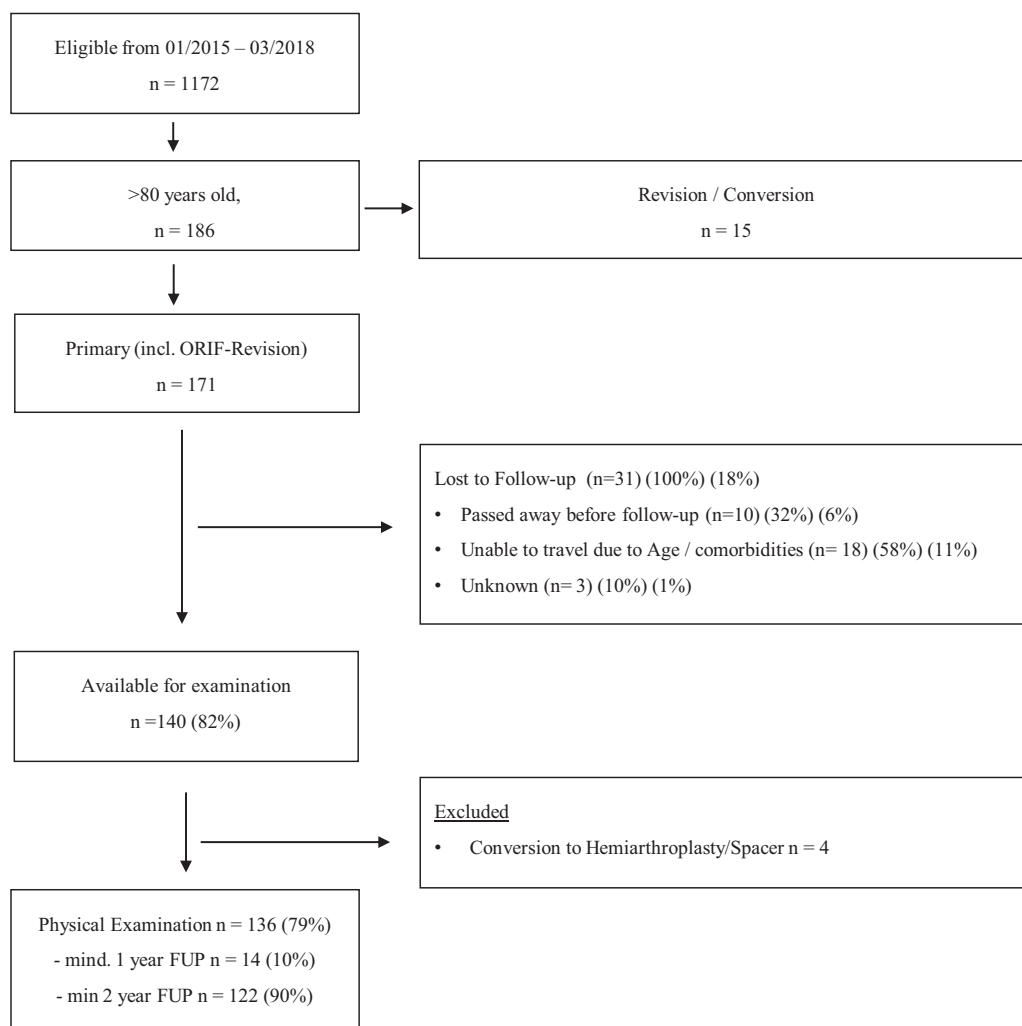 Eligible from 01/2015 – 03/2018
n = 1172
>80 years old,
n = 186
Revision / Conversion
n = 15
Primary (incl. ORIF-Revision)
n = 171
Lost to Follow-up (n=31) (100%) (18%)
• Passed away before follow-up (n=10) (32%) (6%)
• Unable to travel due to Age / comorbidities (n= 18) (58%) (11%)
• Unknown (n= 3) (10%) (1%)
Available for examination
n =140 (82%)
Excluded
• Conversion to Hemiarthroplasty/Spacer n = 4
Physical Examination n = 136 (79%)
- mind. 1 year FUP n = 14 (10%)
- min 2 year FUP n = 122 (90%)